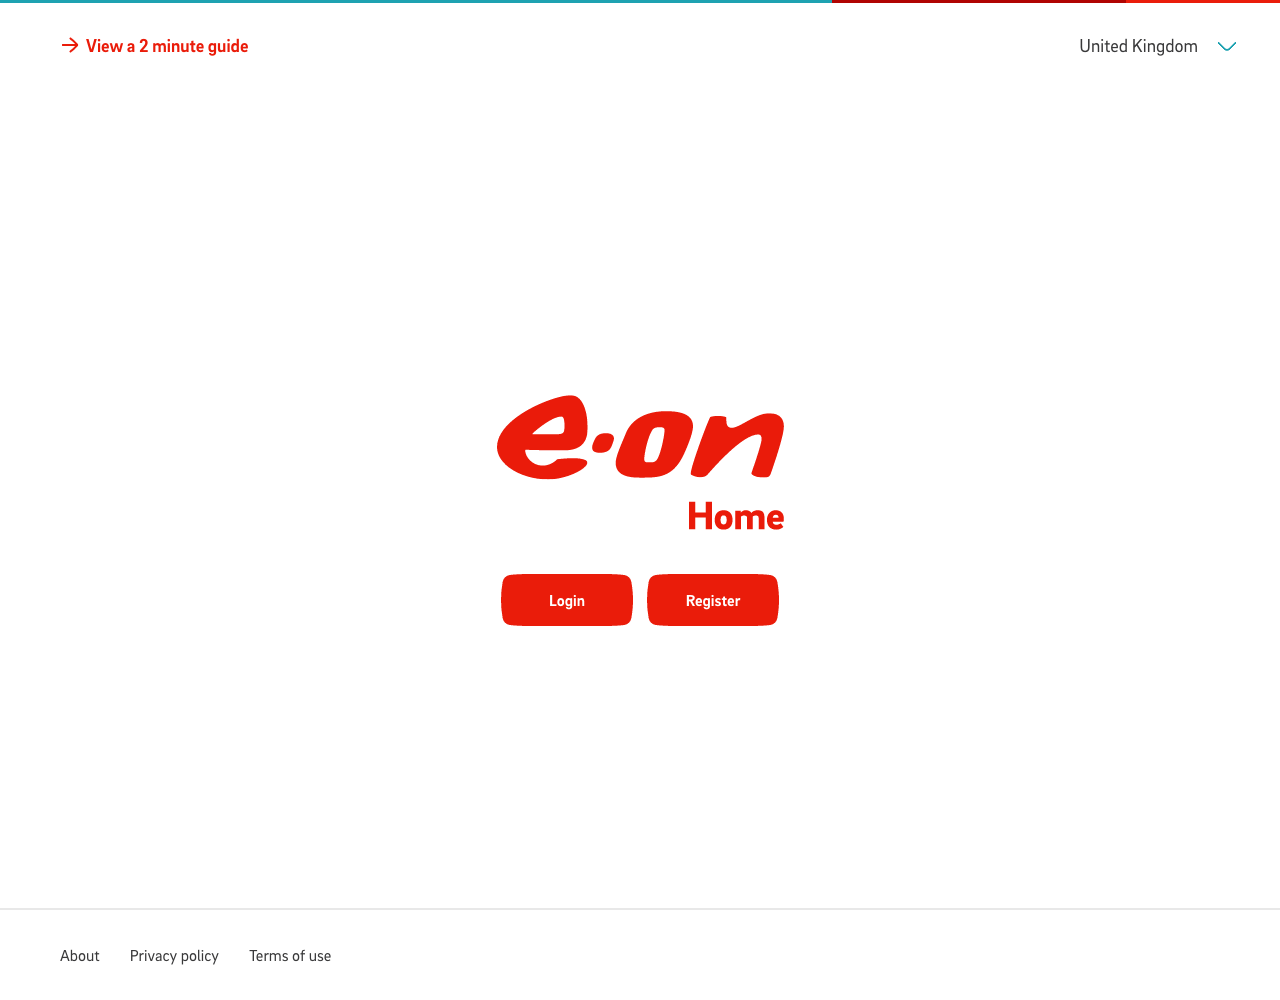 View a 2 minute guide
United Kingdom
e·on
Home
Login
Register
About
Privacy policy
Terms of use